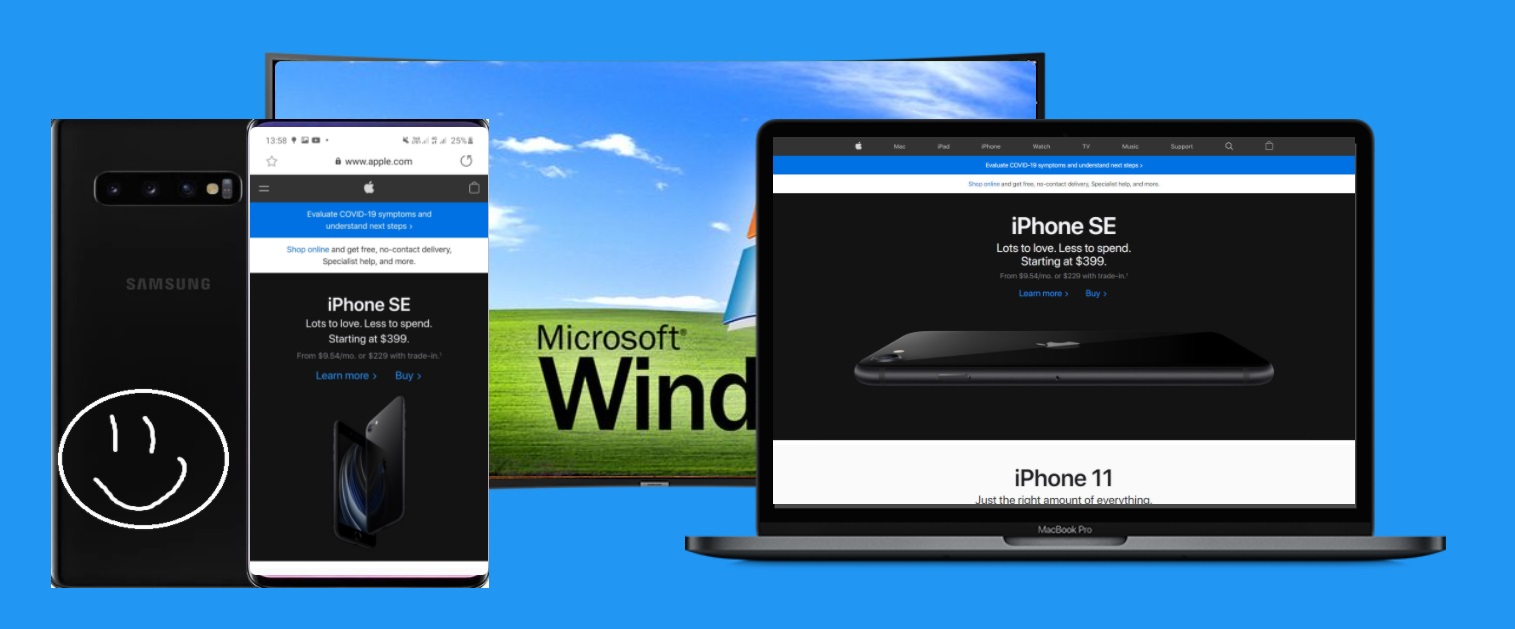 SAMSUNG
13:58
25%
www.apple.com
Evaluate COVID-19 symptoms and
understand next steps >
Shop online and get free, no-contact delivery,
Specialist help, and more.
iPhone SE
Lots to love. Less to spend.
Starting at $399.
From $9.54/mo. or $229 with trade-in.¹
Learn more > Buy >
Microsoft®
Wind
Mac iPad iPhone Watch TV Music Support
Evaluate COVID-19 symptoms and understand next steps >
Shop online and get free, no-contact delivery, Specialist help, and more.
iPhone SE
Lots to love. Less to spend.
Starting at $399.
From $9.54/mo. or $229 with trade-in.¹
Learn more > Buy >
iPhone 11
Just the right amount of everything.
MacBook Pro